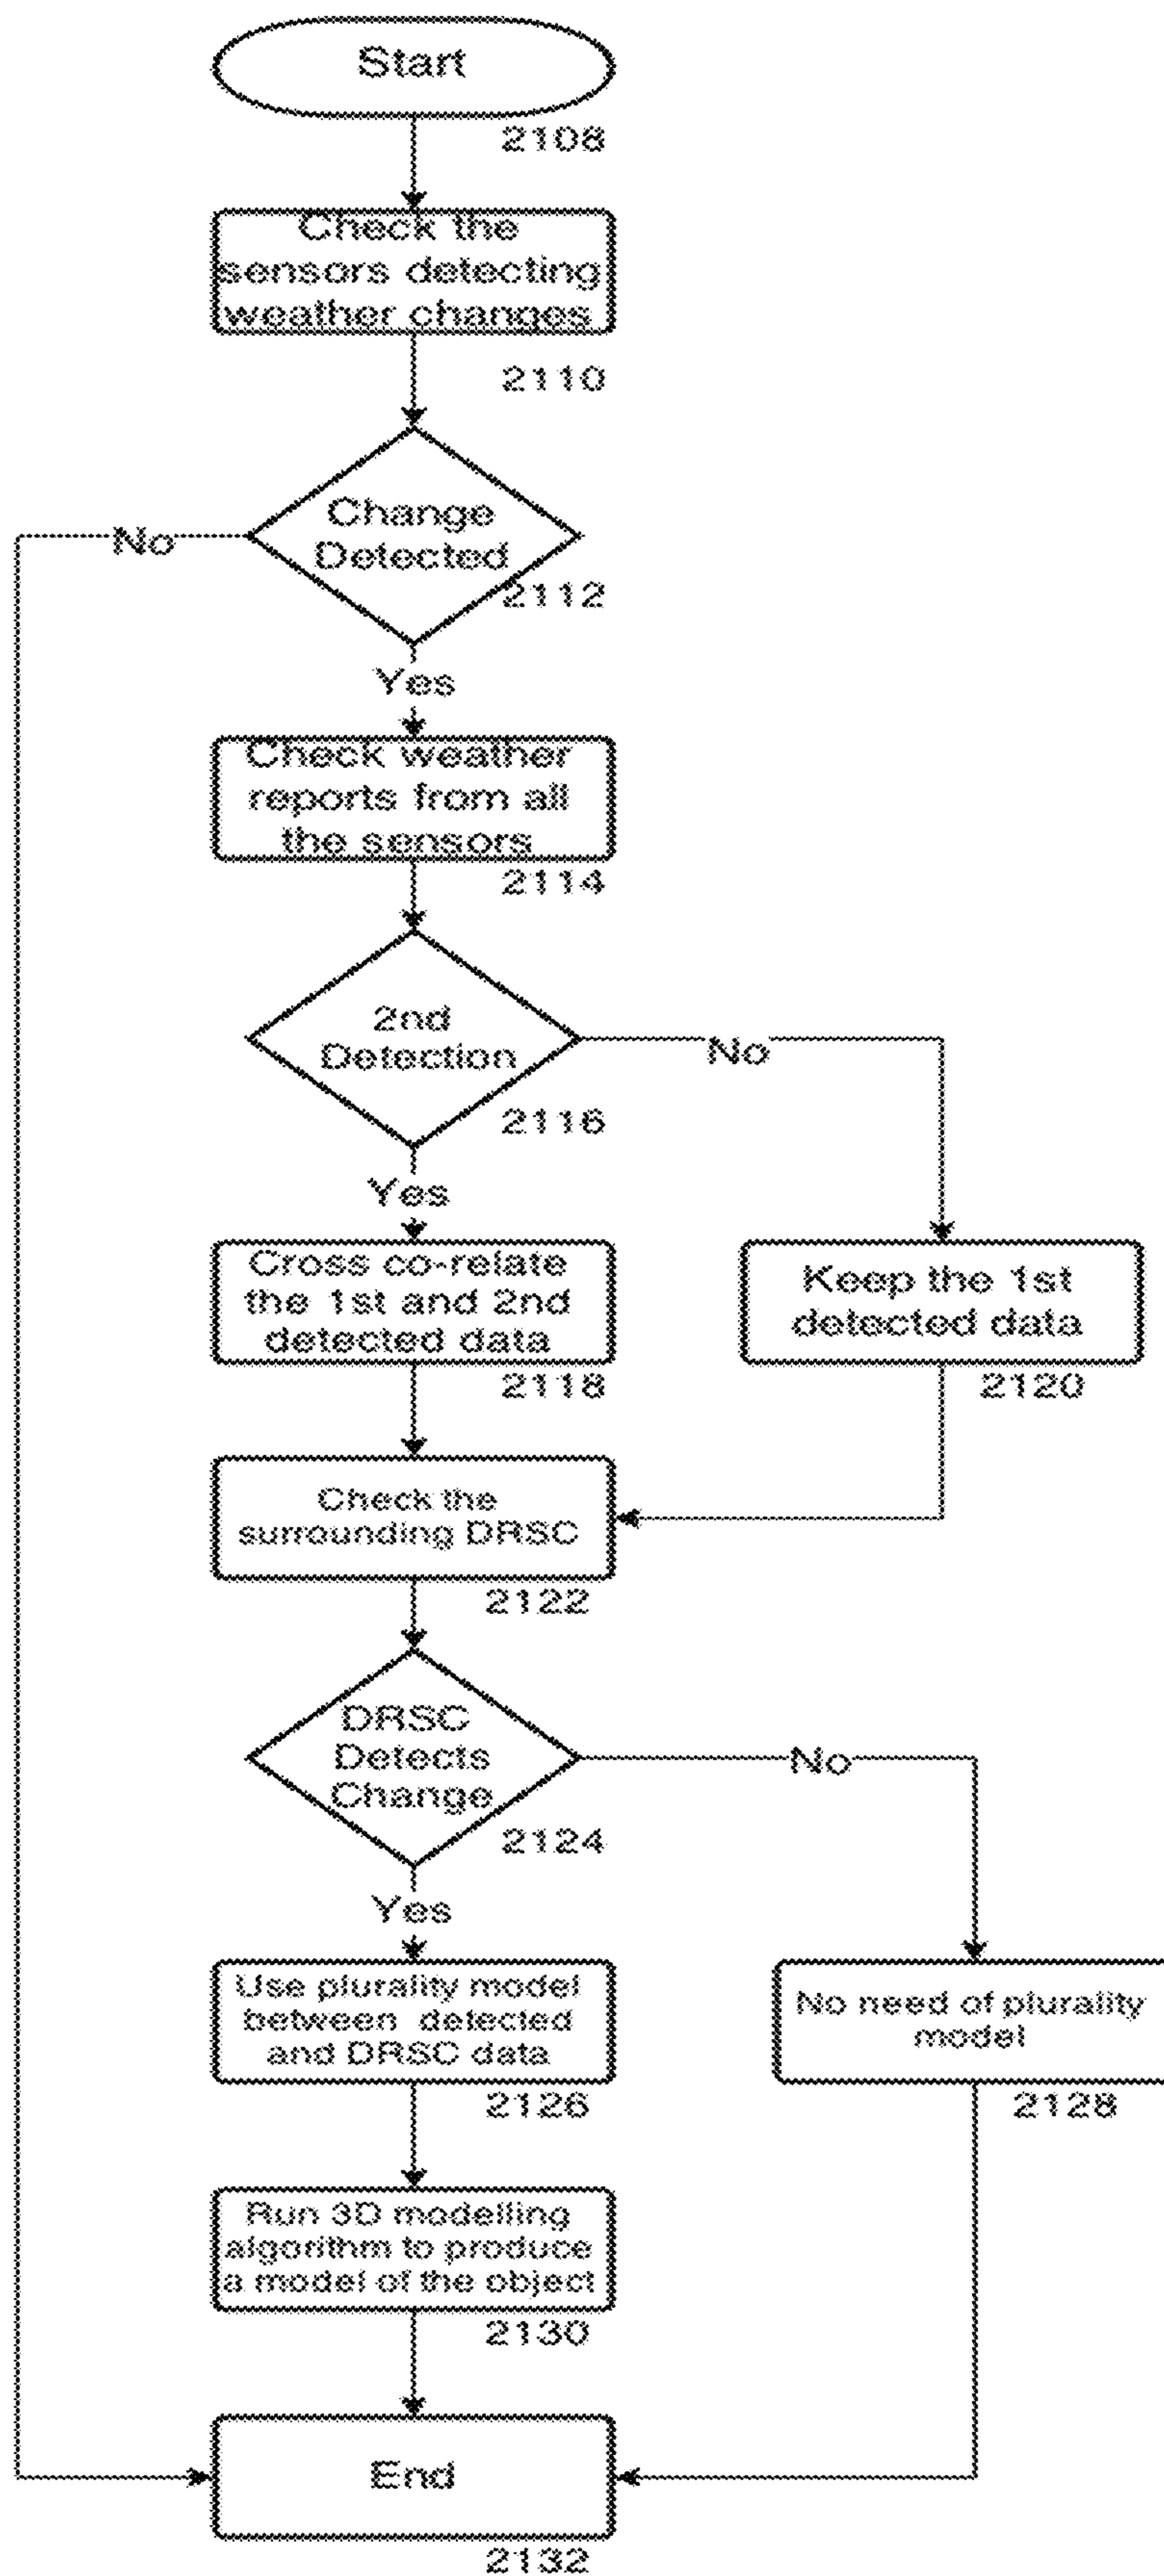 Start
2108
Check the
sensors detecting
weather changes
2110
Change
Detected
No
2112
Yes
Check weather
reports from all
the sensors
2114
2nd
Detection
No
2116
Yes
Cross co-relate
the 1st and 2nd
detected data
2118
Keep the 1st
detected data
2120
Check the
surrounding DRSC
2122
DRSC
Detects
Change
No
2124
Yes
Use plurality model
between detected
and DRSC data
2126
No need of plurality
model
2128
Run 3D modelling
algorithm to produce
a model of the object
2130
End
2132